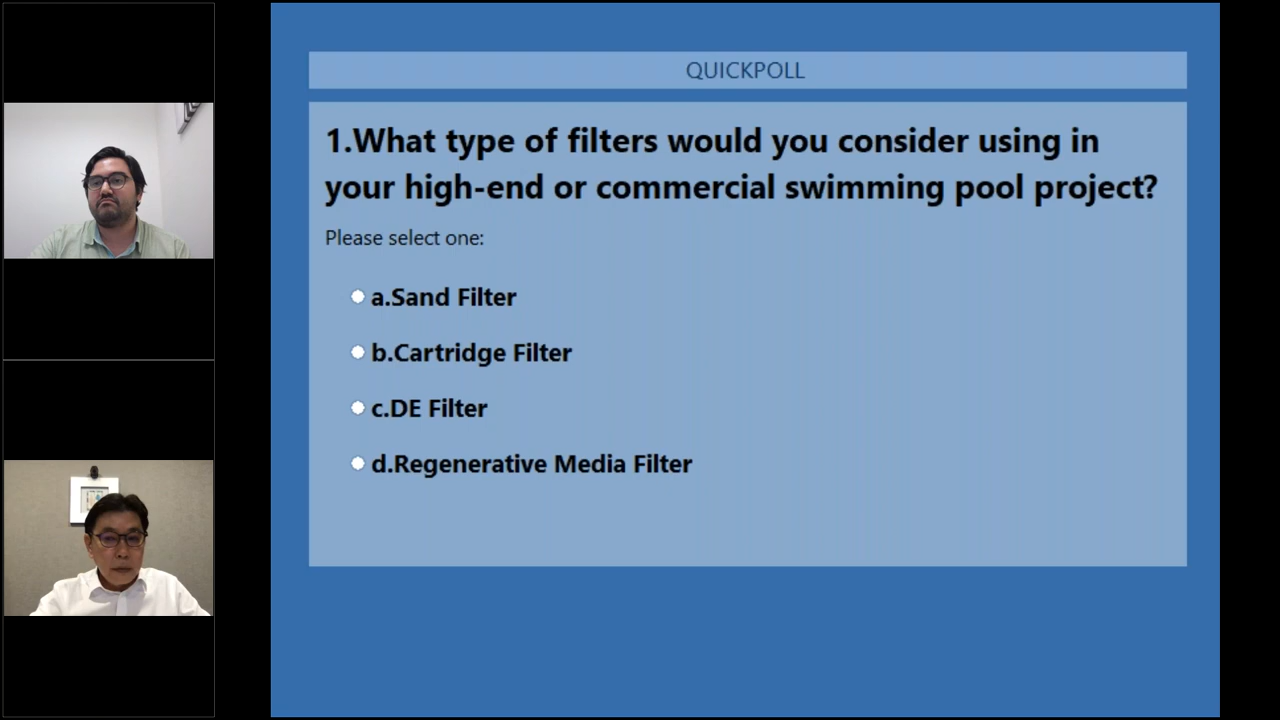 QUICKPOLL
1.What type of filters would you consider using in
your high-end or commercial swimming pool project?
Please select one:
a.Sand Filter
b.Cartridge Filter
c.DE Filter
d.Regenerative Media Filter